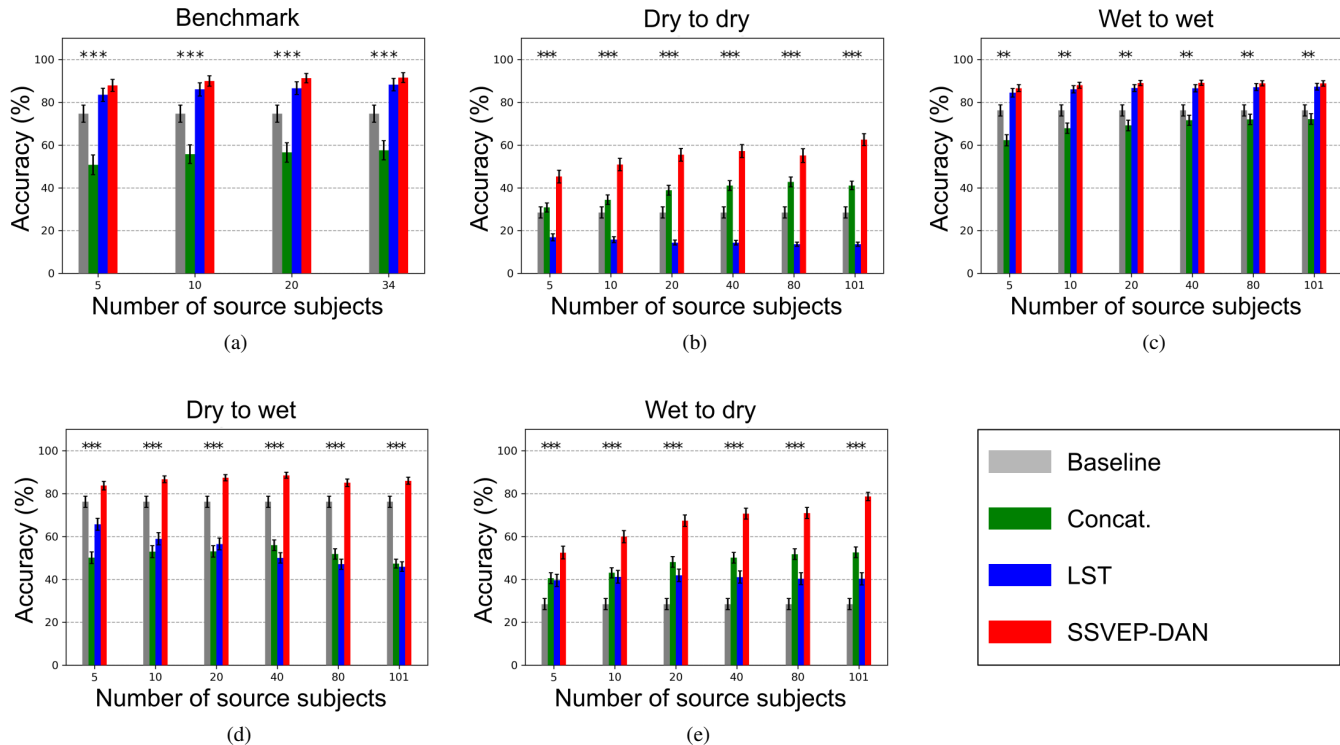 Benchmark
Accuracy (%)
*** *** *** ***
100
80
60
40
20
0
5 10 20 34
Number of source subjects
(a)
Dry to dry
Accuracy (%)
*** *** *** *** *** ***
100
80
60
40
20
0
5 10 20 40 80 101
Number of source subjects
(b)
Wet to wet
Accuracy (%)
** ** ** ** ** **
100
80
60
40
20
0
5 10 20 40 80 101
Number of source subjects
(c)
Dry to wet
Accuracy (%)
*** *** *** *** *** ***
100
80
60
40
20
0
5 10 20 40 80 101
Number of source subjects
(d)
Wet to dry
Accuracy (%)
*** *** *** *** *** ***
100
80
60
40
20
0
5 10 20 40 80 101
Number of source subjects
(e)
Baseline
Concat.
LST
SSVEP-DAN